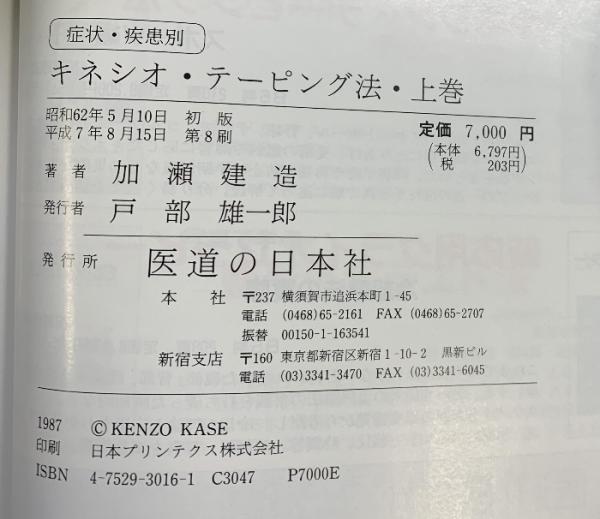 症状・疾患別
キネシオ・テーピング法・上巻
昭和62年5月10日 初 版
平成7年8月15日 第8刷
定価 7,000 円
(本体 6,797円
税 203円)
著 者 加 瀬 建 造
発行者 戸 部 雄一郎
発行所 医道の日本社
本 社 〒237 横須賀市追浜本町1-45
電話 (0468)65-2161 FAX (0468)65-2707
振替 00150-1-163541
新宿支店 〒160 東京都新宿区新宿1-10-2 黒新ビル
電話 (03)3341-3470 FAX (03)3341-6045
1987 ©KENZO KASE
印刷 日本プリンテクス株式会社
ISBN 4-7529-3016-1 C3047 P7000E